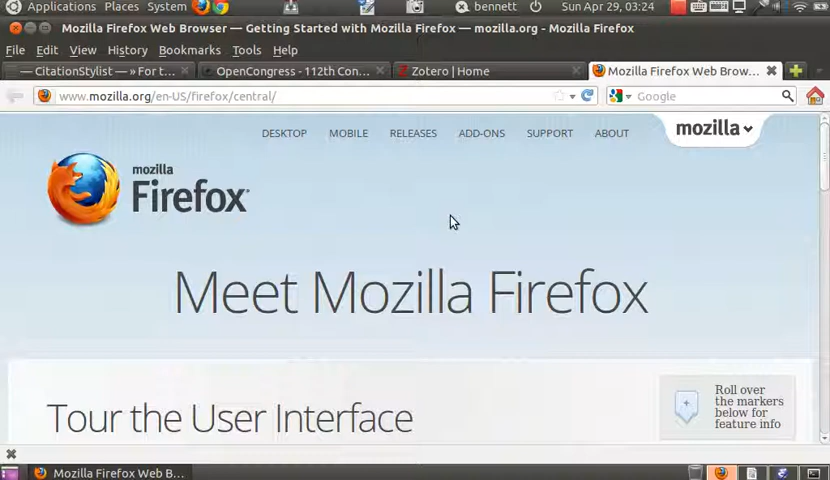 Applications Places System bennett Sun Apr 29, 03:24
Mozilla Firefox Web Browser — Getting Started with Mozilla Firefox — mozilla.org - Mozilla Firefox
File Edit View History Bookmarks Tools Help
— CitationStylist — » For t... OpenCongress - 112th Con... Zotero | Home Mozilla Firefox Web Brow...
www.mozilla.org/en-US/firefox/central/ Google
DESKTOP MOBILE RELEASES ADD-ONS SUPPORT ABOUT mozilla
mozilla
Firefox
Meet Mozilla Firefox
Tour the User Interface
Roll over
the markers
below for
feature info
Mozilla Firefox Web B...